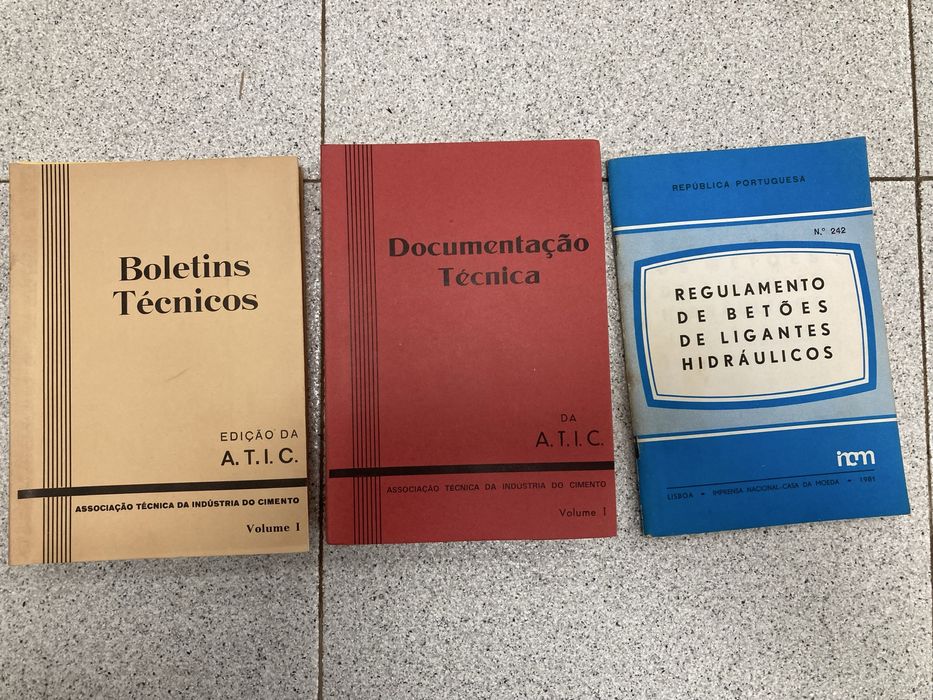 Boletins
Técnicos
EDIÇÃO DA
A. T. I. C.
ASSOCIAÇÃO TÉCNICA DA INDÚSTRIA DO CIMENTO
Volume I
Documentação
Técnica
DA
A. T. I. C.
ASSOCIAÇÃO TÉCNICA DA INDÚSTRIA DO CIMENTO
Volume I
REPÚBLICA PORTUGUESA
N.º 242
REGULAMENTO
DE BETÕES
DE LIGANTES
HIDRÁULICOS
incm
LISBOA - IMPRENSA NACIONAL-CASA DA MOEDA - 1981